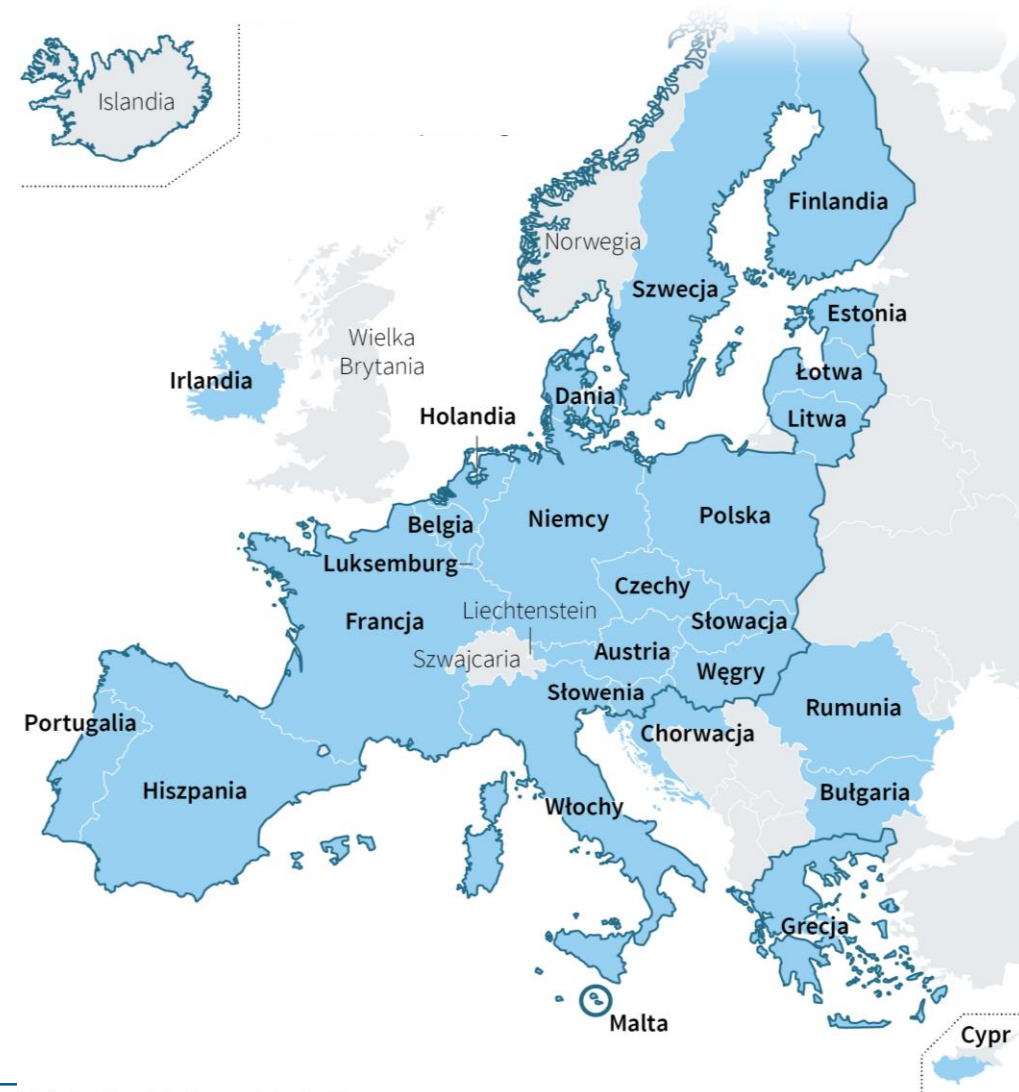 Islandia
Finlandia
Norwegia
Szwecja
Estonia
Wielka
Brytania
Łotwa
Irlandia
Dania
Holandia
Litwa
Belgia
Niemcy
Polska
Luksemburg
Czechy
Liechtenstein
Francja
Słowacja
Austria
Szwajcaria
Węgry
Słowenia
Rumunia
Portugalia
Chorwacja
Hiszpania
Bułgaria
Włochy
Grecja
Malta
Cypr